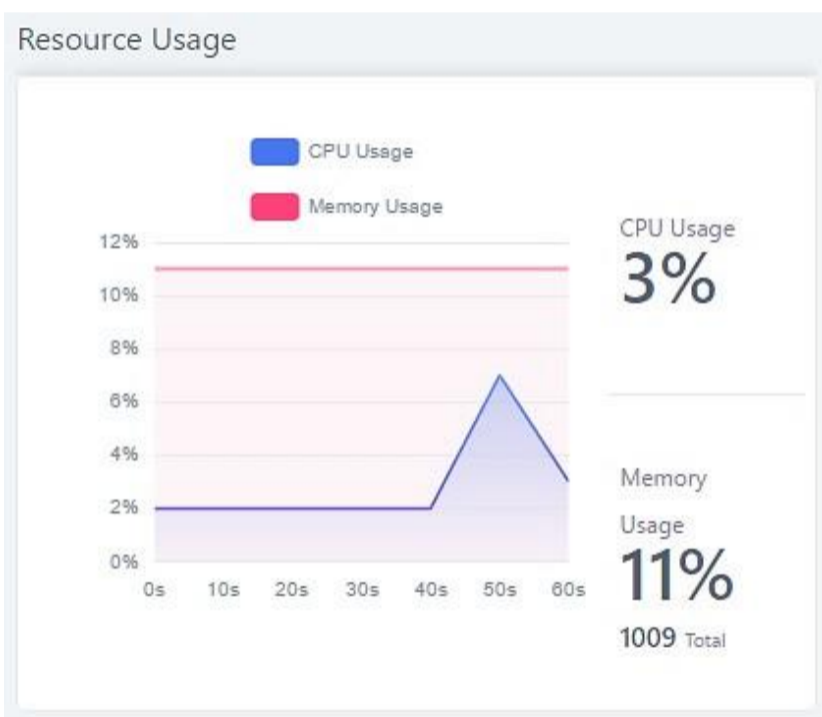 Resource Usage
CPU Usage
Memory Usage
12%
10%
8%
6%
4%
2%
0%
0s 10s 20s 30s 40s 50s 60s
CPU Usage
3%
Memory
Usage
11%
1009 Total